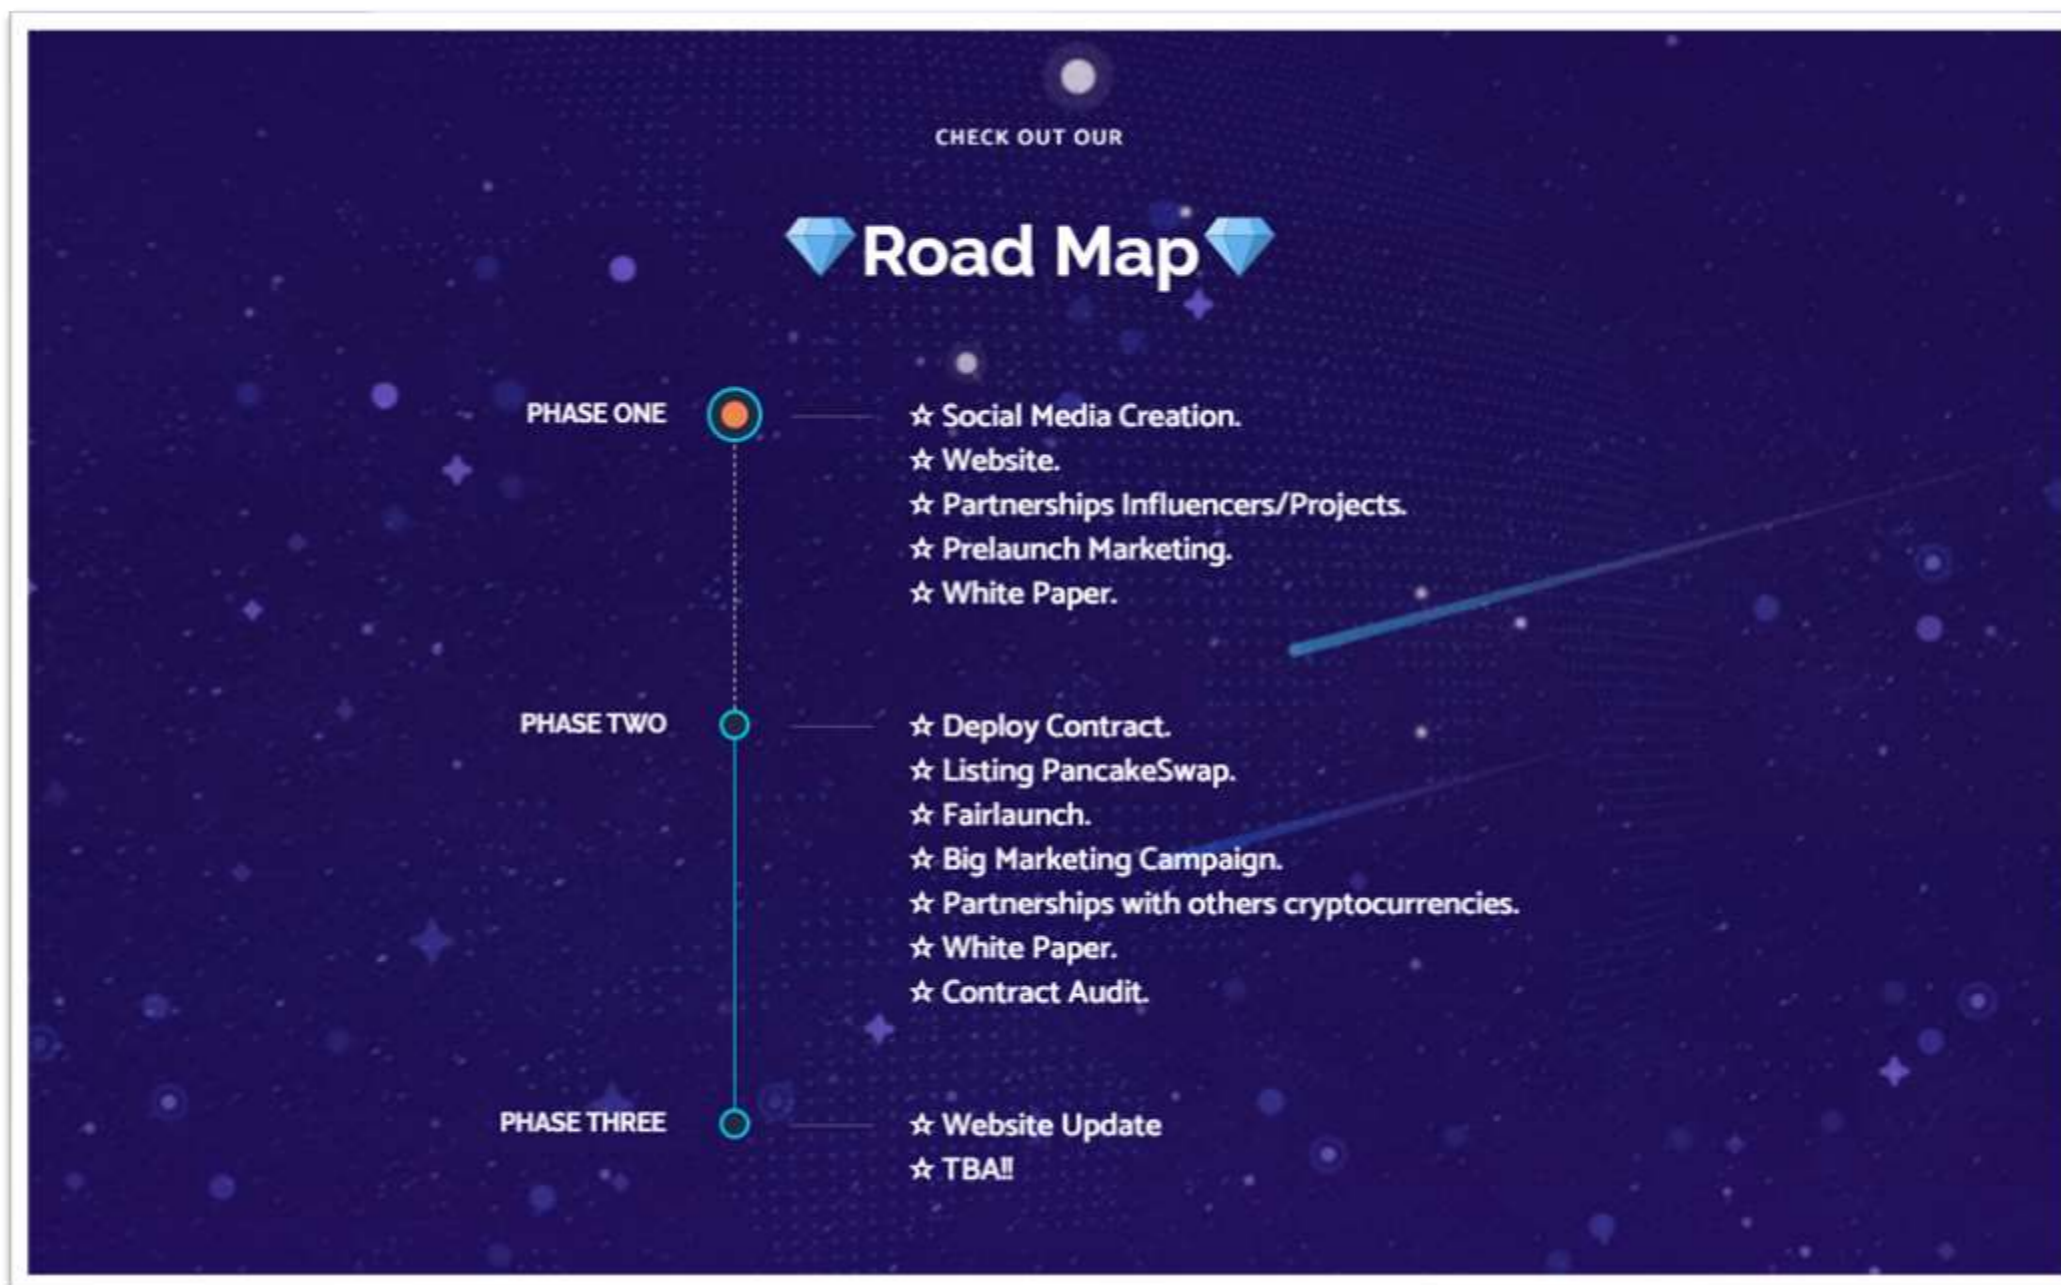 CHECK OUT OUR
💎Road Map💎
PHASE ONE
☆ Social Media Creation.
☆ Website.
☆ Partnerships Influencers/Projects.
☆ Prelaunch Marketing.
☆ White Paper.
PHASE TWO
☆ Deploy Contract.
☆ Listing PancakeSwap.
☆ Fairlaunch.
☆ Big Marketing Campaign.
☆ Partnerships with others cryptocurrencies.
☆ White Paper.
☆ Contract Audit.
PHASE THREE
☆ Website Update
☆ TBA!!